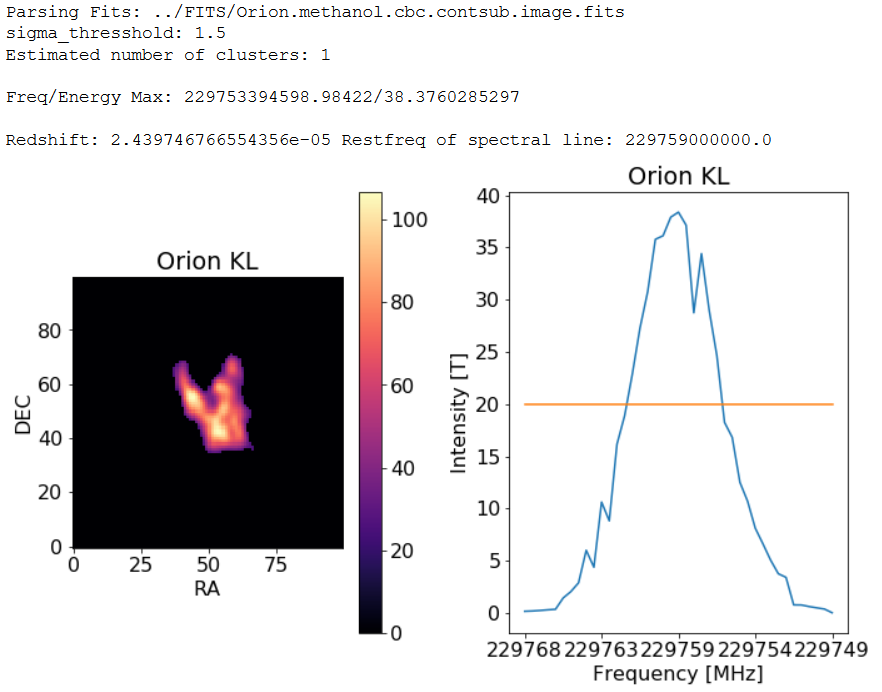 Parsing Fits: ../FITS/Orion.methanol.cbc.contsub.image.fits
sigma_thresshold: 1.5
Estimated number of clusters: 1
Freq/Energy Max: 229753394598.98422/38.3760285297
Redshift: 2.439746766554356e-05 Restfreq of spectral line: 229759000000.0
Orion KL
DEC
80
60
40
20
0
0 25 50 75
RA
100
80
60
40
20
0
Orion KL
Intensity [T]
40
35
30
25
20
15
10
5
0
229768 229763 229759 229754 229749
Frequency [MHz]